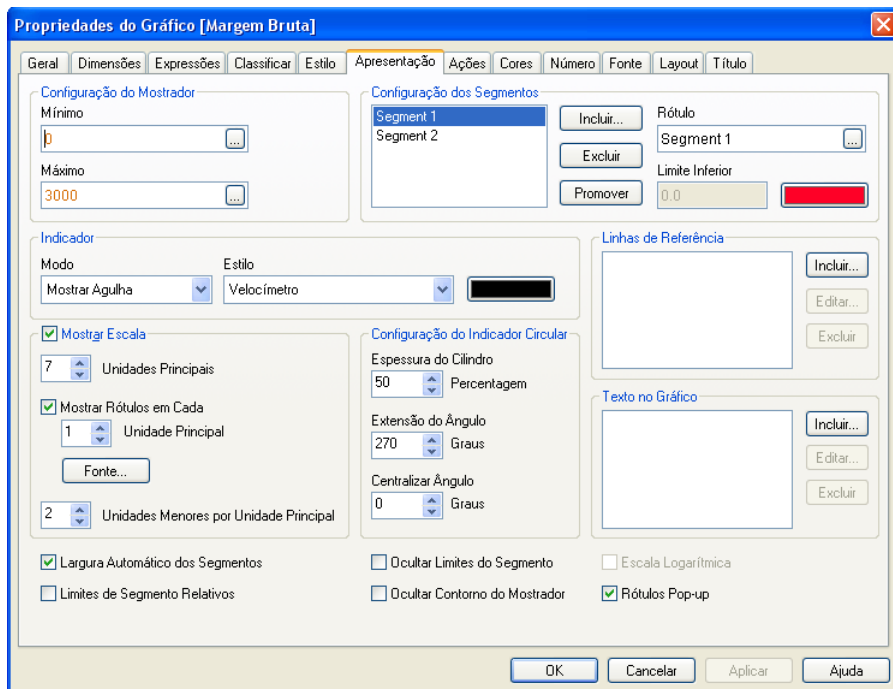 Propriedades do Gráfico [Margem Bruta]
Geral Dimensões Expressões Classificar Estilo Apresentação Ações Cores Número Fonte Layout Título
Configuração do Mostrador
Mínimo
0
...
Máximo
3000
...
Configuração dos Segmentos
Segment 1
Segment 2
Incluir...
Excluir
Promover
Rótulo
Segment 1
...
Limite Inferior
0.0
Indicador
Modo
Mostrar Agulha
Estilo
Velocímetro
Linhas de Referência
Incluir...
Editar...
Excluir
Mostrar Escala
7 Unidades Principais
Mostrar Rótulos em Cada
1 Unidade Principal
Fonte...
2 Unidades Menores por Unidade Principal
Configuração do Indicador Circular
Espessura do Cilindro
50 Percentagem
Extensão do Ângulo
270 Graus
Centralizar Ângulo
0 Graus
Texto no Gráfico
Incluir...
Editar...
Excluir
Largura Automático dos Segmentos
Ocultar Limites do Segmento
Escala Logarítmica
Limites de Segmento Relativos
Ocultar Contorno do Mostrador
Rótulos Pop-up
OK Cancelar Aplicar Ajuda